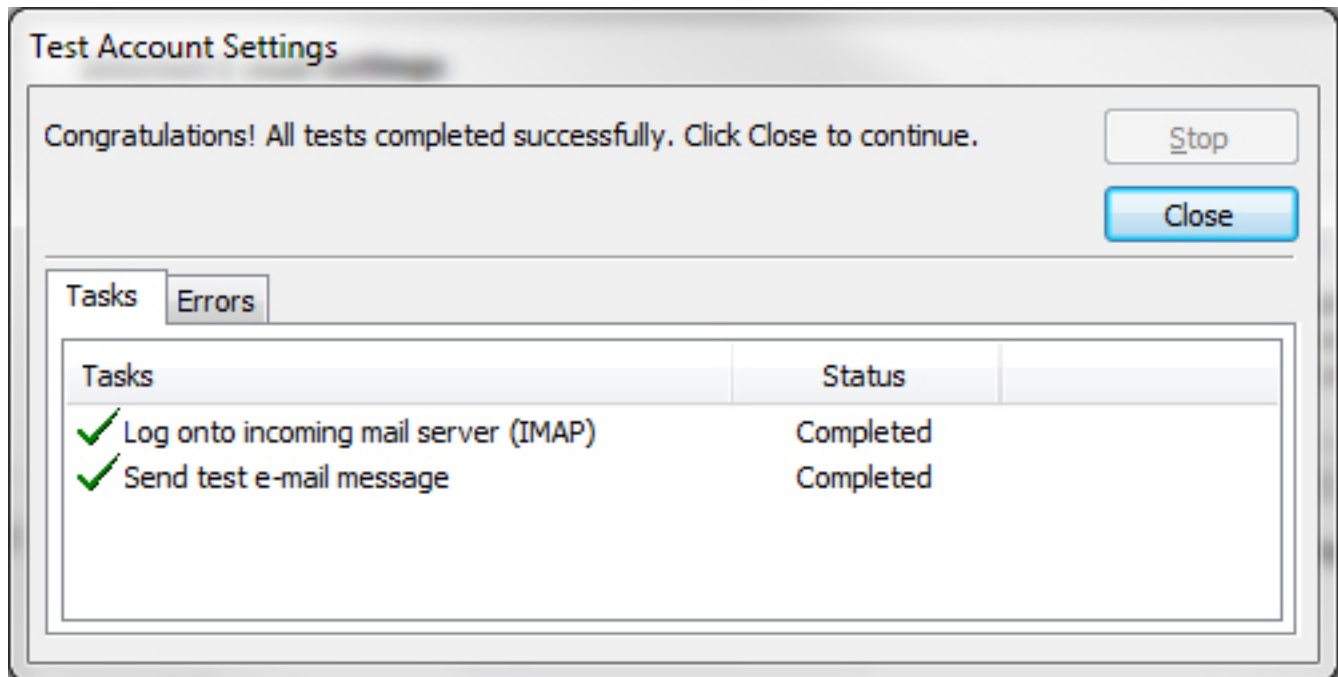 Test Account Settings
Congratulations! All tests completed successfully. Click Close to continue.
Stop
Close
Tasks Errors
Tasks Status
Log onto incoming mail server (IMAP) Completed
Send test e-mail message Completed